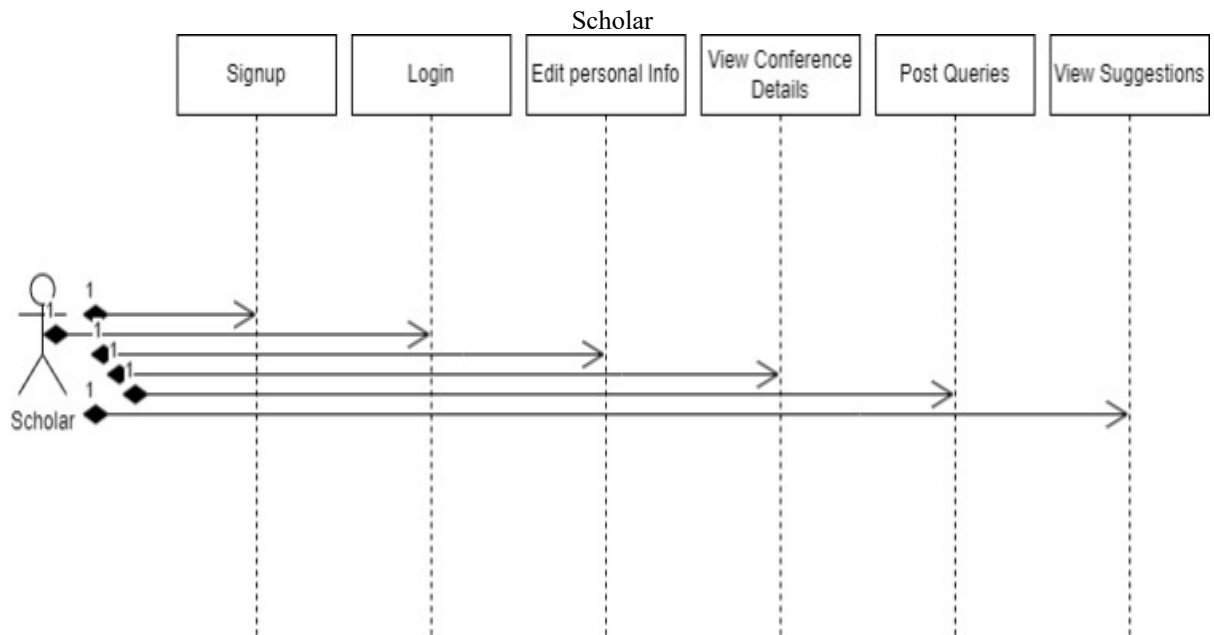 Scholar
Signup
Login
Edit personal Info
View Conference
Details
Post Queries
View Suggestions
1
1
1
1
1
1
Scholar